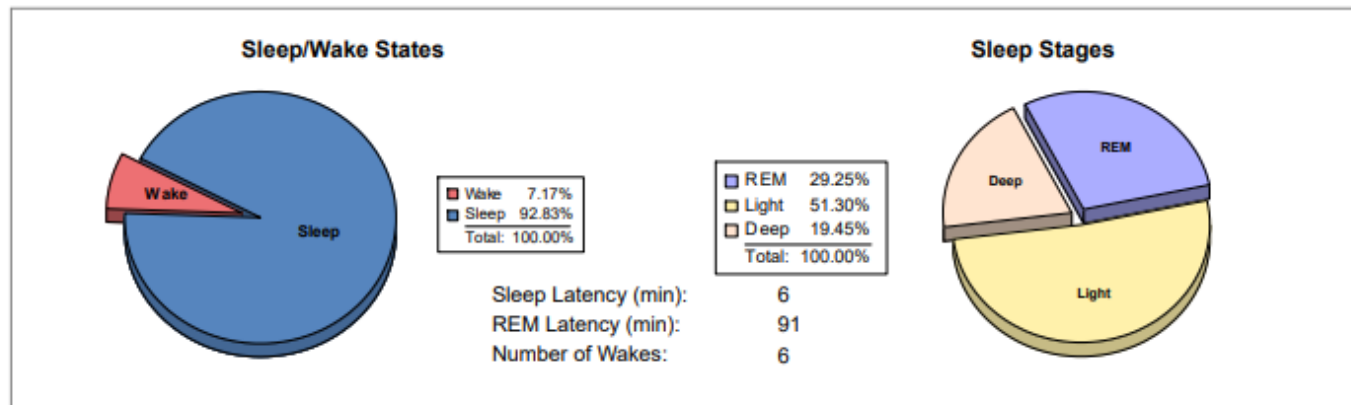 Sleep/Wake States
Wake
Sleep
Wake 7.17%
Sleep 92.83%
Total: 100.00%
Sleep Stages
REM
Deep
Light
REM 29.25%
Light 51.30%
Deep 19.45%
Total: 100.00%
Sleep Latency (min): 6
REM Latency (min): 91
Number of Wakes: 6